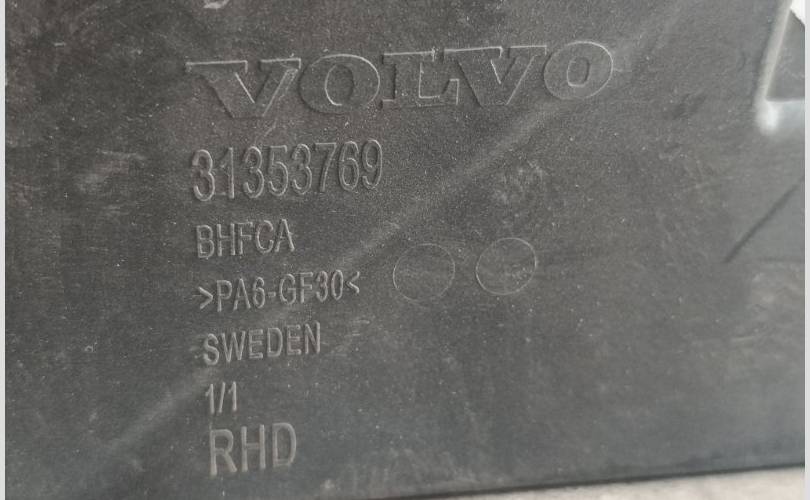 VOLVO
31353769
BHFCA
>PA6-GF30<
SWEDEN
1/1
RHD